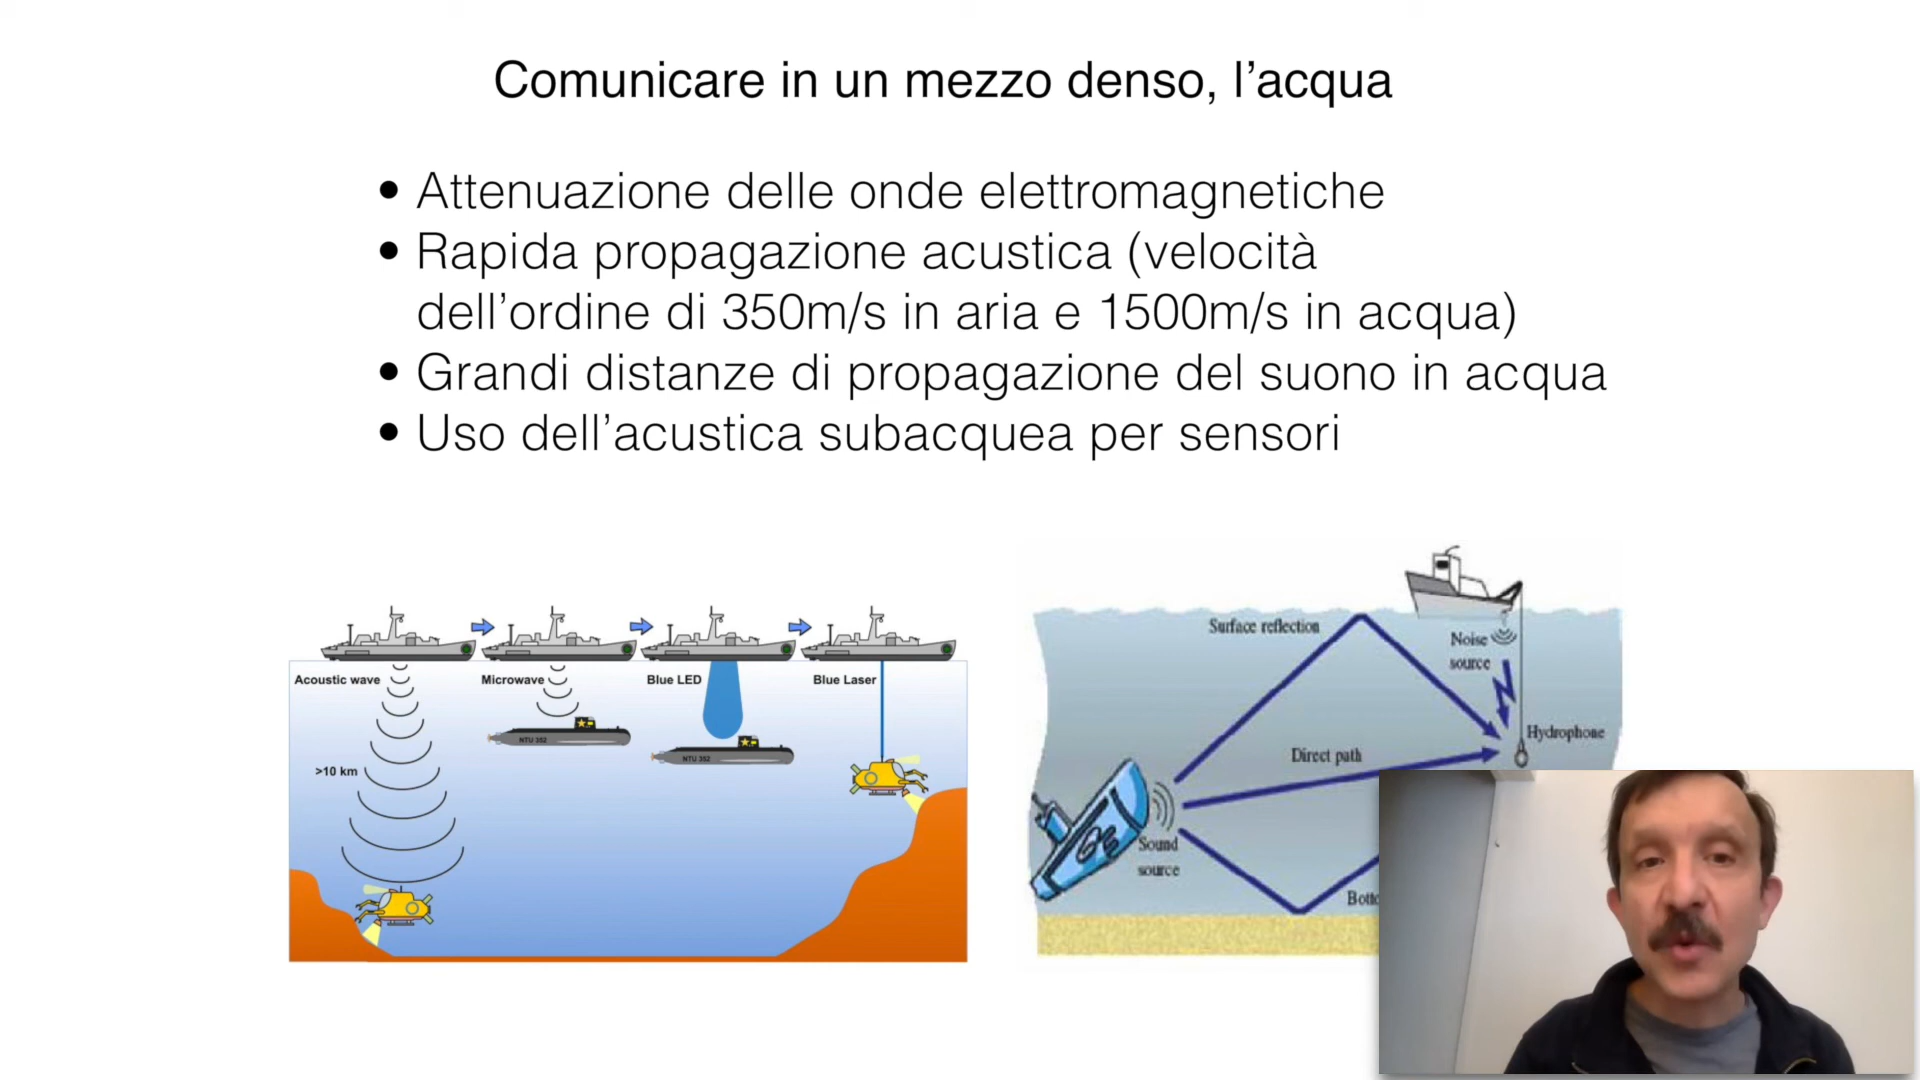 Comunicare in un mezzo denso, l’acqua
• Attenuazione delle onde elettromagnetiche
• Rapida propagazione acustica (velocità
dell’ordine di 350m/s in aria e 1500m/s in acqua)
• Grandi distanze di propagazione del suono in acqua
• Uso dell’acustica subacquea per sensori
Acoustic wave
Microwave
Blue LED
Blue Laser
NTU 352
NTU 352
>10 km
Surface reflection
Noise
source
Hydrophone
Direct path
Sound
source